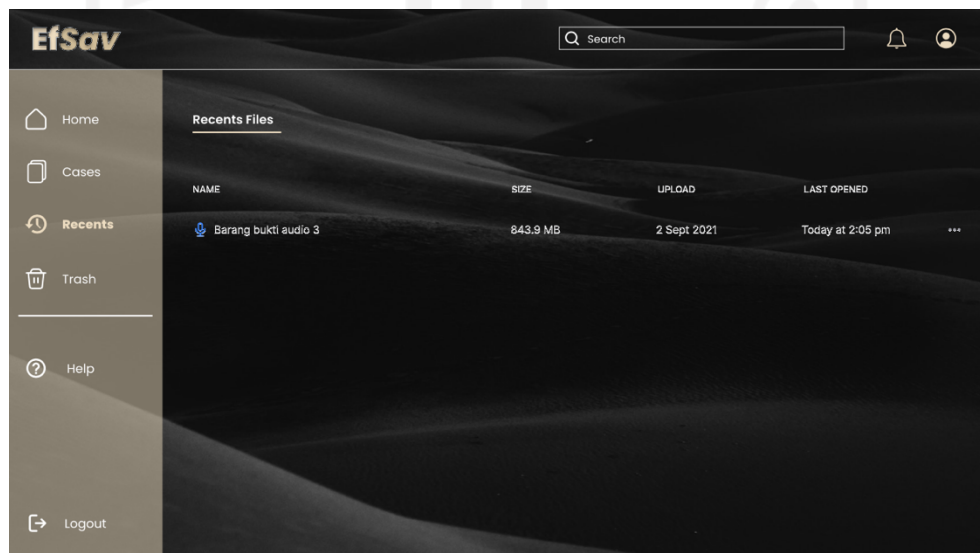 EfSav
Search
Home
Cases
Recents
Trash
Help
Logout
Recents Files
NAME SIZE UPLOAD LAST OPENED
Barang bukti audio 3 843.9 MB 2 Sept 2021 Today at 2:05 pm